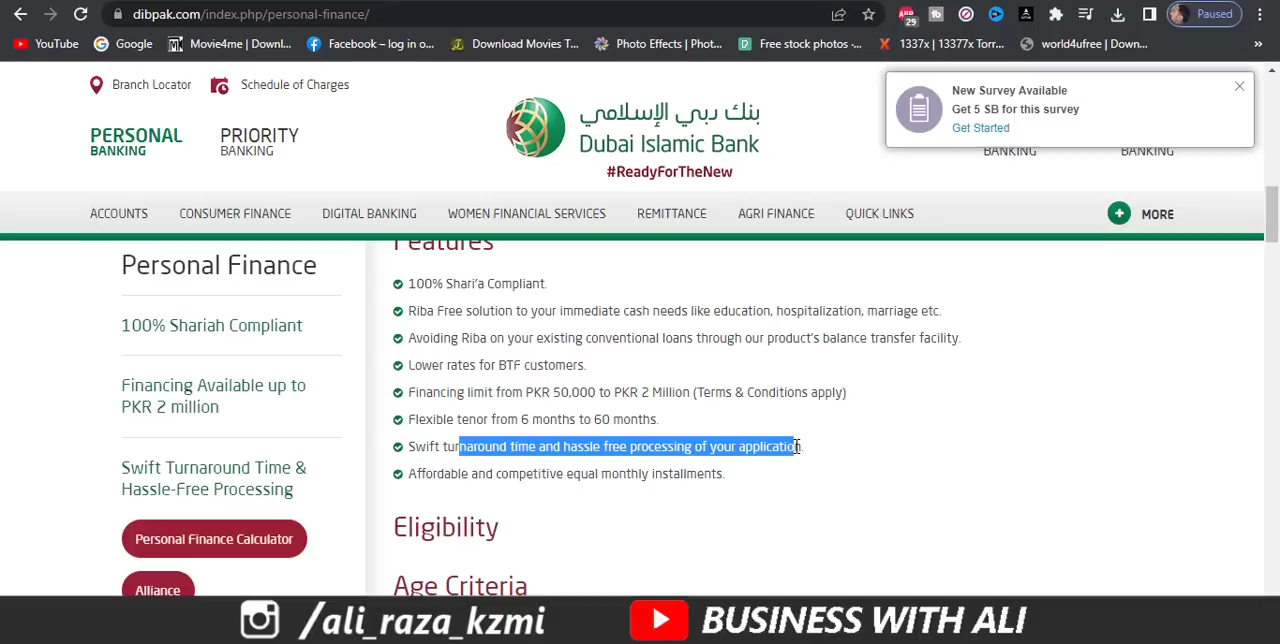 dibpak.com/index.php/personal-finance/
29
Paused
YouTube
Google
Movie4me | Downl...
Facebook – log in o...
Download Movies T...
Photo Effects | Phot...
Free stock photos ·...
1337x | 13377x Torr...
world4ufree | Down...
»
Branch Locator
Schedule of Charges
New Survey Available
Get 5 SB for this survey
Get Started
PERSONAL
BANKING
PRIORITY
BANKING
بنك دبي الإسلامي
Dubai Islamic Bank
#ReadyForTheNew
BANKING
BANKING
ACCOUNTS
CONSUMER FINANCE
DIGITAL BANKING
WOMEN FINANCIAL SERVICES
REMITTANCE
AGRI FINANCE
QUICK LINKS
MORE
Personal Finance
100% Shariah Compliant
Financing Available up to
PKR 2 million
Swift Turnaround Time &
Hassle-Free Processing
Personal Finance Calculator
Alliance
Features
100% Shari'a Compliant.
Riba Free solution to your immediate cash needs like education, hospitalization, marriage etc.
Avoiding Riba on your existing conventional loans through our product's balance transfer facility.
Lower rates for BTF customers.
Financing limit from PKR 50,000 to PKR 2 Million (Terms & Conditions apply)
Flexible tenor from 6 months to 60 months.
Swift turnaround time and hassle free processing of your application.
Affordable and competitive equal monthly installments.
Eligibility
Age Criteria
/ali_raza_kzmi
BUSINESS WITH ALI